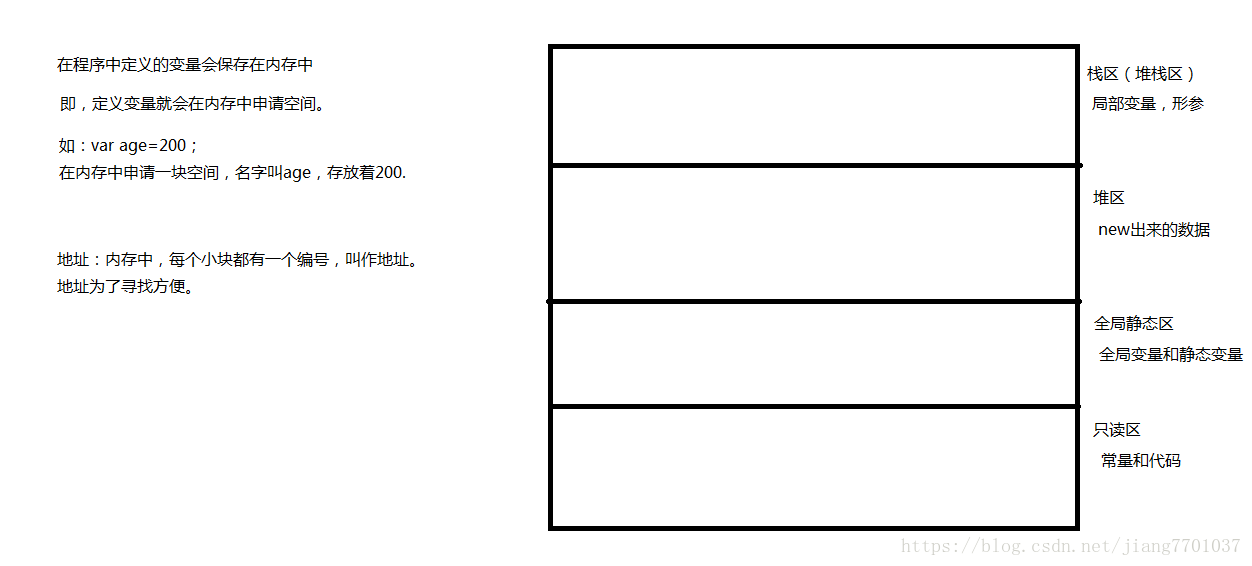 在程序中定义的变量会保存在内存中
即，定义变量就会在内存中申请空间。
如：var age=200；
在内存中申请一块空间，名字叫age，存放着200.
地址：内存中，每个小块都有一个编号，叫作地址。
地址为了寻找方便。
栈区（堆栈区）
局部变量，形参
堆区
new出来的数据
全局静态区
全局变量和静态变量
只读区
常量和代码
https://blog.csdn.net/jiang7701037